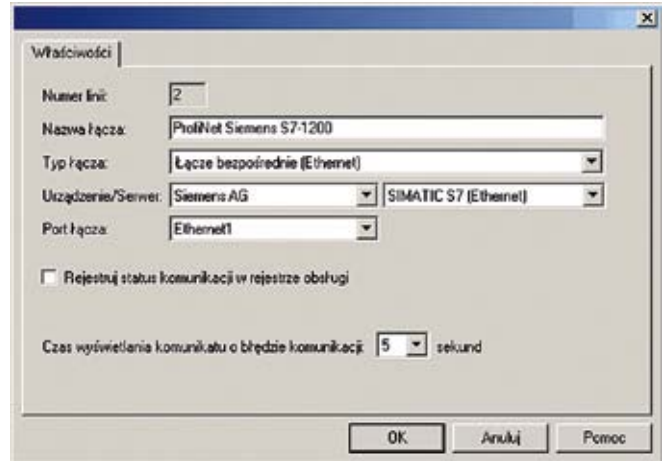 Właściwości
Numer linii: 2
Nazwa łącza: ProfiNet Siemens S7-1200
Typ łącza: Łącze bezpośrednie (Ethernet)
Urządzenie/Serwer: Siemens AG SIMATIC S7 (Ethernet)
Port łącza: Ethernet1
Rejestruj status komunikacji w rejestrze obsługi
Czas wyświetlania komunikatu o błędzie komunikacji: 5 sekund
OK Anuluj Pomoc